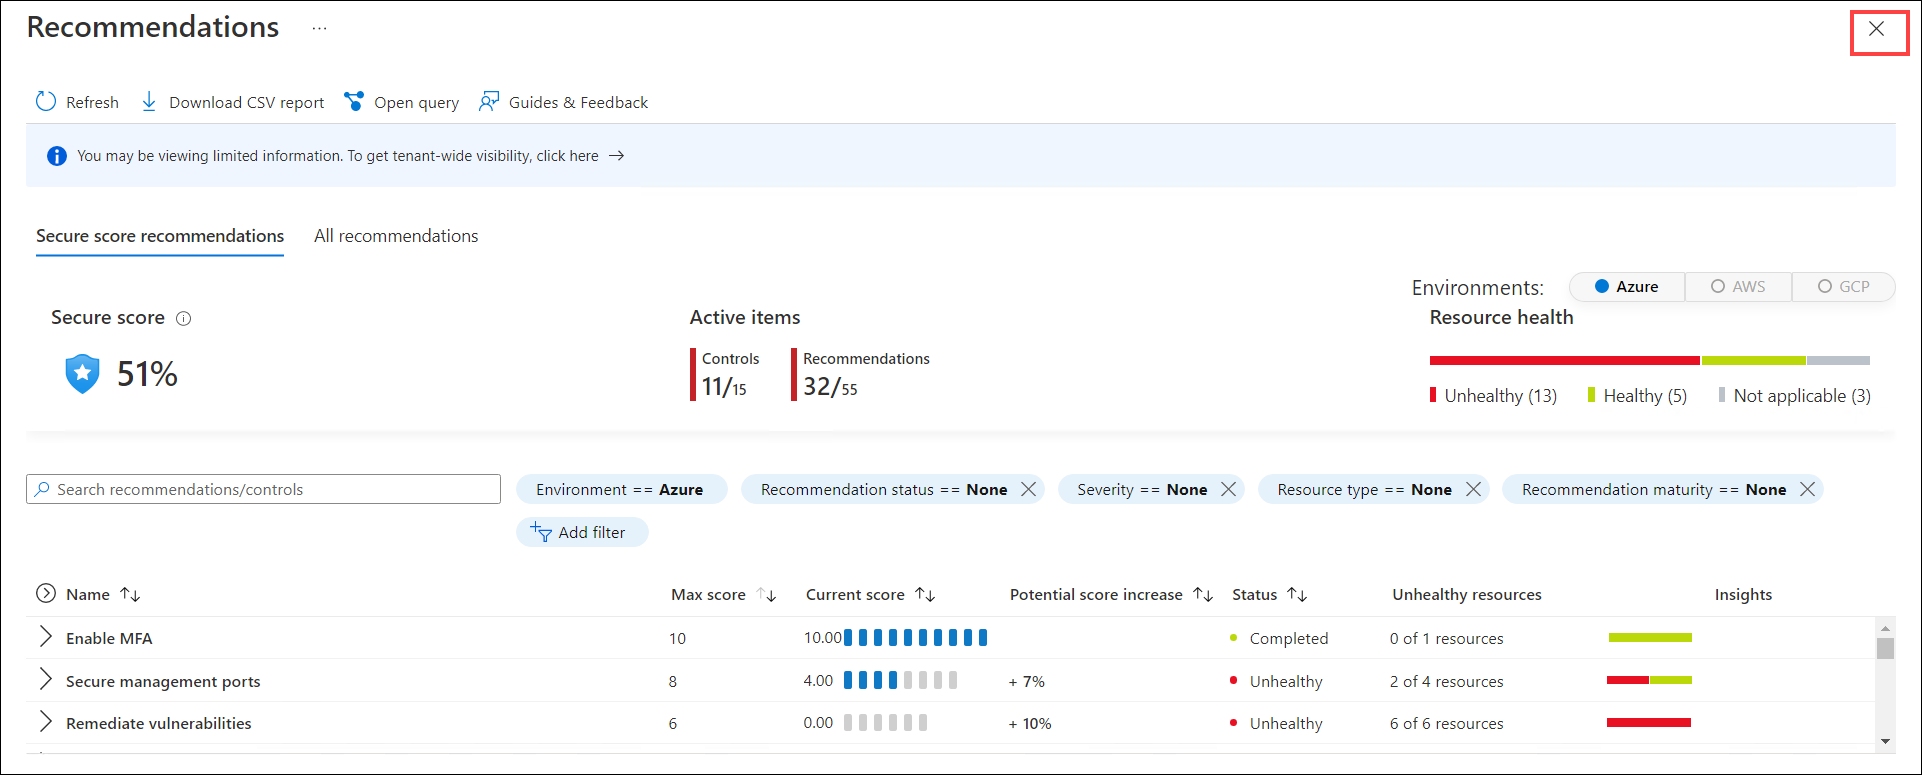 Recommendations ...
Refresh Download CSV report Open query Guides & Feedback
You may be viewing limited information. To get tenant-wide visibility, click here →
Secure score recommendations All recommendations
Environments: Azure AWS GCP
Secure score Active items Resource health
Controls Recommendations
51% 11/15 32/55
Unhealthy (13) Healthy (5) Not applicable (3)
Search recommendations/controls Environment == Azure Recommendation status == None Severity == None Resource type == None Recommendation maturity == None
Add filter
Name Max score Current score Potential score increase Status Unhealthy resources Insights
Enable MFA 10 10.00 Completed 0 of 1 resources
Secure management ports 8 4.00 + 7% Unhealthy 2 of 4 resources
Remediate vulnerabilities 6 0.00 + 10% Unhealthy 6 of 6 resources